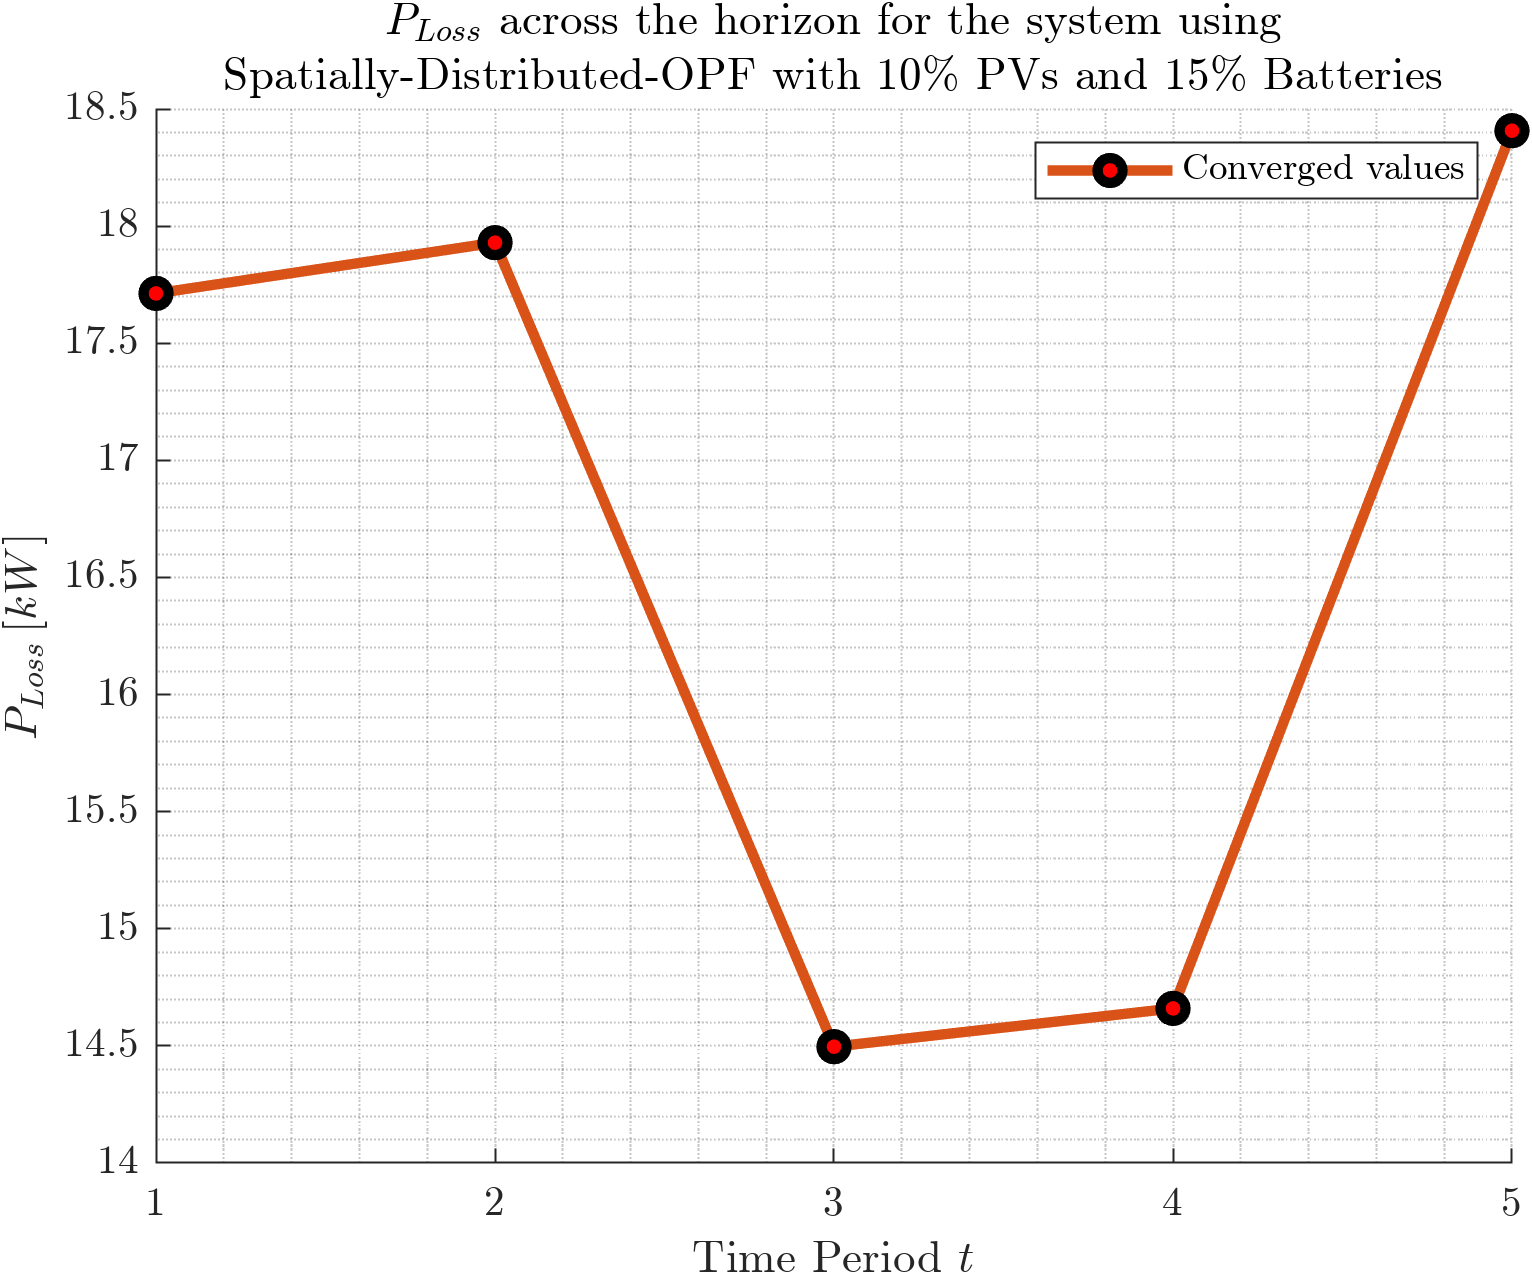 P_Loss across the horizon for the system using
Spatially-Distributed-OPF with 10% PVs and 15% Batteries
18.5
Converged values
18
17.5
17
16.5
16
15.5
15
14.5
14
P_Loss [kW]
1 2 3 4 5
Time Period t